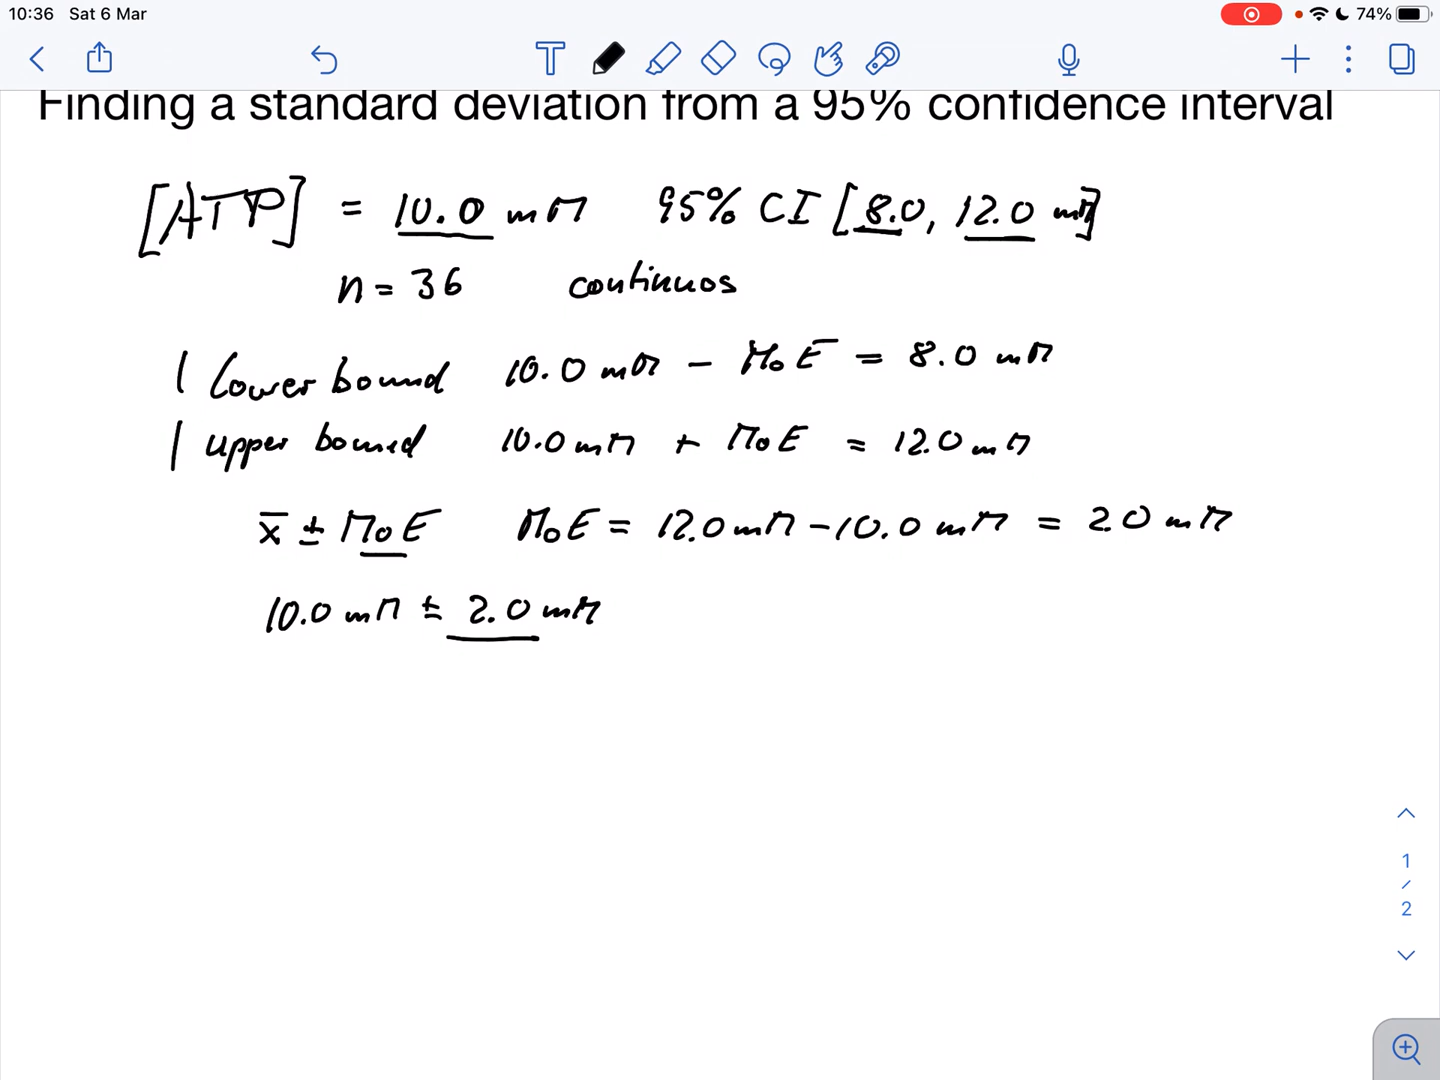 10:36 Sat 6 Mar 74%
Finding a standard deviation from a 95% confidence interval
[ATP] = 10.0 mM 95% CI [8.0, 12.0 mM]
n = 36 continuos
| lower bound 10.0 mM - MoE = 8.0 mM
| upper bound 10.0 mM + MoE = 12.0 mM
x̄ ± MoE MoE = 12.0 mM - 10.0 mM = 2.0 mM
10.0 mM ± 2.0 mM
1
/
2